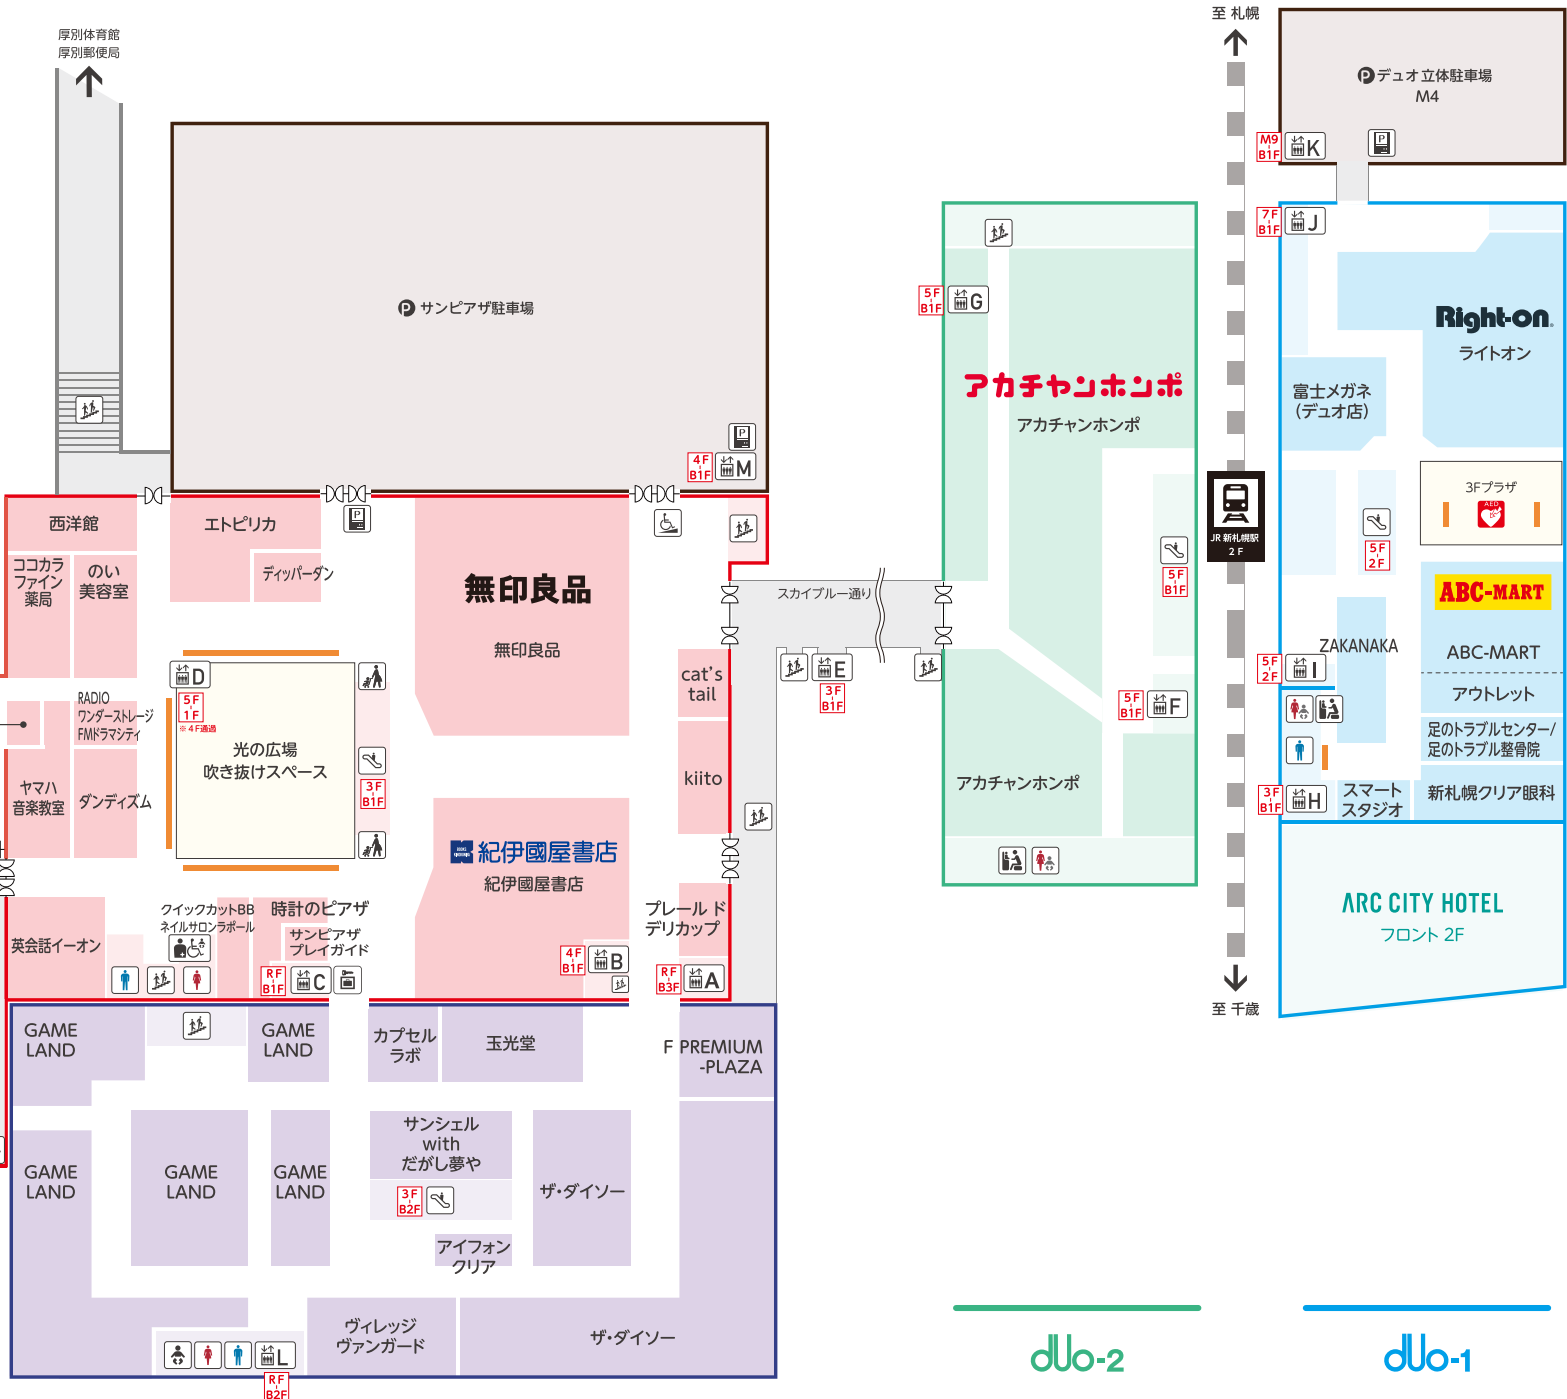 厚別体育館
厚別郵便局
至 札幌
P デュオ立体駐車場
M4
M9
B1F
K
P
7F
B1F
J
P サンピアザ駐車場
5F
B1F
G
Right-on.
ライトオン
アカチャンホンポ
アカチャンホンポ
富士メガネ
(デュオ店)
P
4F
B1F
M
3Fプラザ
AED
JR 新札幌駅
2F
5F
2F
西洋館
エトピリカ
P
ココカラ
ファイン
薬局
のい
美容室
ディッパーダン
無印良品
無印良品
スカイブルー通り
5F
B1F
ABC-MART
ZAKANAKA
ABC-MART
アウトレット
5F
2F
I
cat's
tail
E
3F
B1F
5F
B1F
F
D
5F
1F
※4F通過
RADIO
ワンダーストレージ
FMドラマシティ
光の広場
吹き抜けスペース
足のトラブルセンター/
足のトラブル整骨院
ヤマハ
音楽教室
ダンディズム
3F
B1F
kiito
アカチャンホンポ
3F
B1F
H
スマート
スタジオ
新札幌クリア眼科
紀伊國屋書店
紀伊國屋書店
ARC CITY HOTEL
フロント 2F
クイックカットBB
ネイルサロンラポール
時計のピアザ
サンピアザ
プレイガイド
プレール ド
デリカップ
英会話イーオン
RF
B1F
C
4F
B1F
B
RF
B3F
A
至 千歳
GAME
LAND
GAME
LAND
カプセル
ラボ
玉光堂
F PREMIUM
-PLAZA
サンシェル
with
だがし夢や
GAME
LAND
GAME
LAND
GAME
LAND
3F
B2F
ザ・ダイソー
アイフォン
クリア
ヴィレッジ
ヴァンガード
ザ・ダイソー
L
RF
B2F
duo-2
duo-1